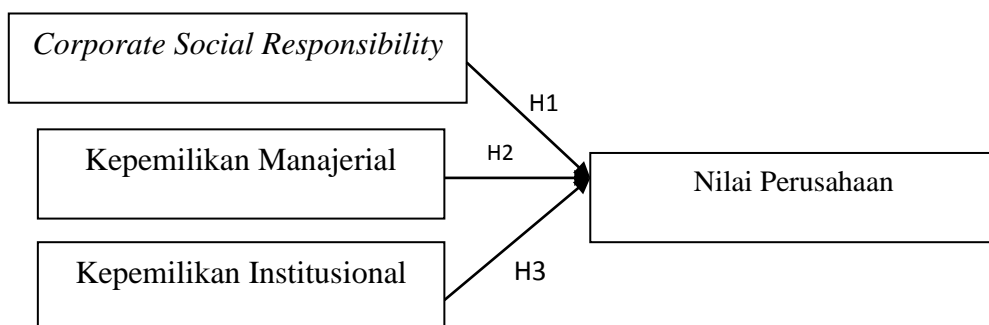 Corporate Social Responsibility
H1
Kepemilikan Manajerial
H2
Nilai Perusahaan
Kepemilikan Institusional
H3